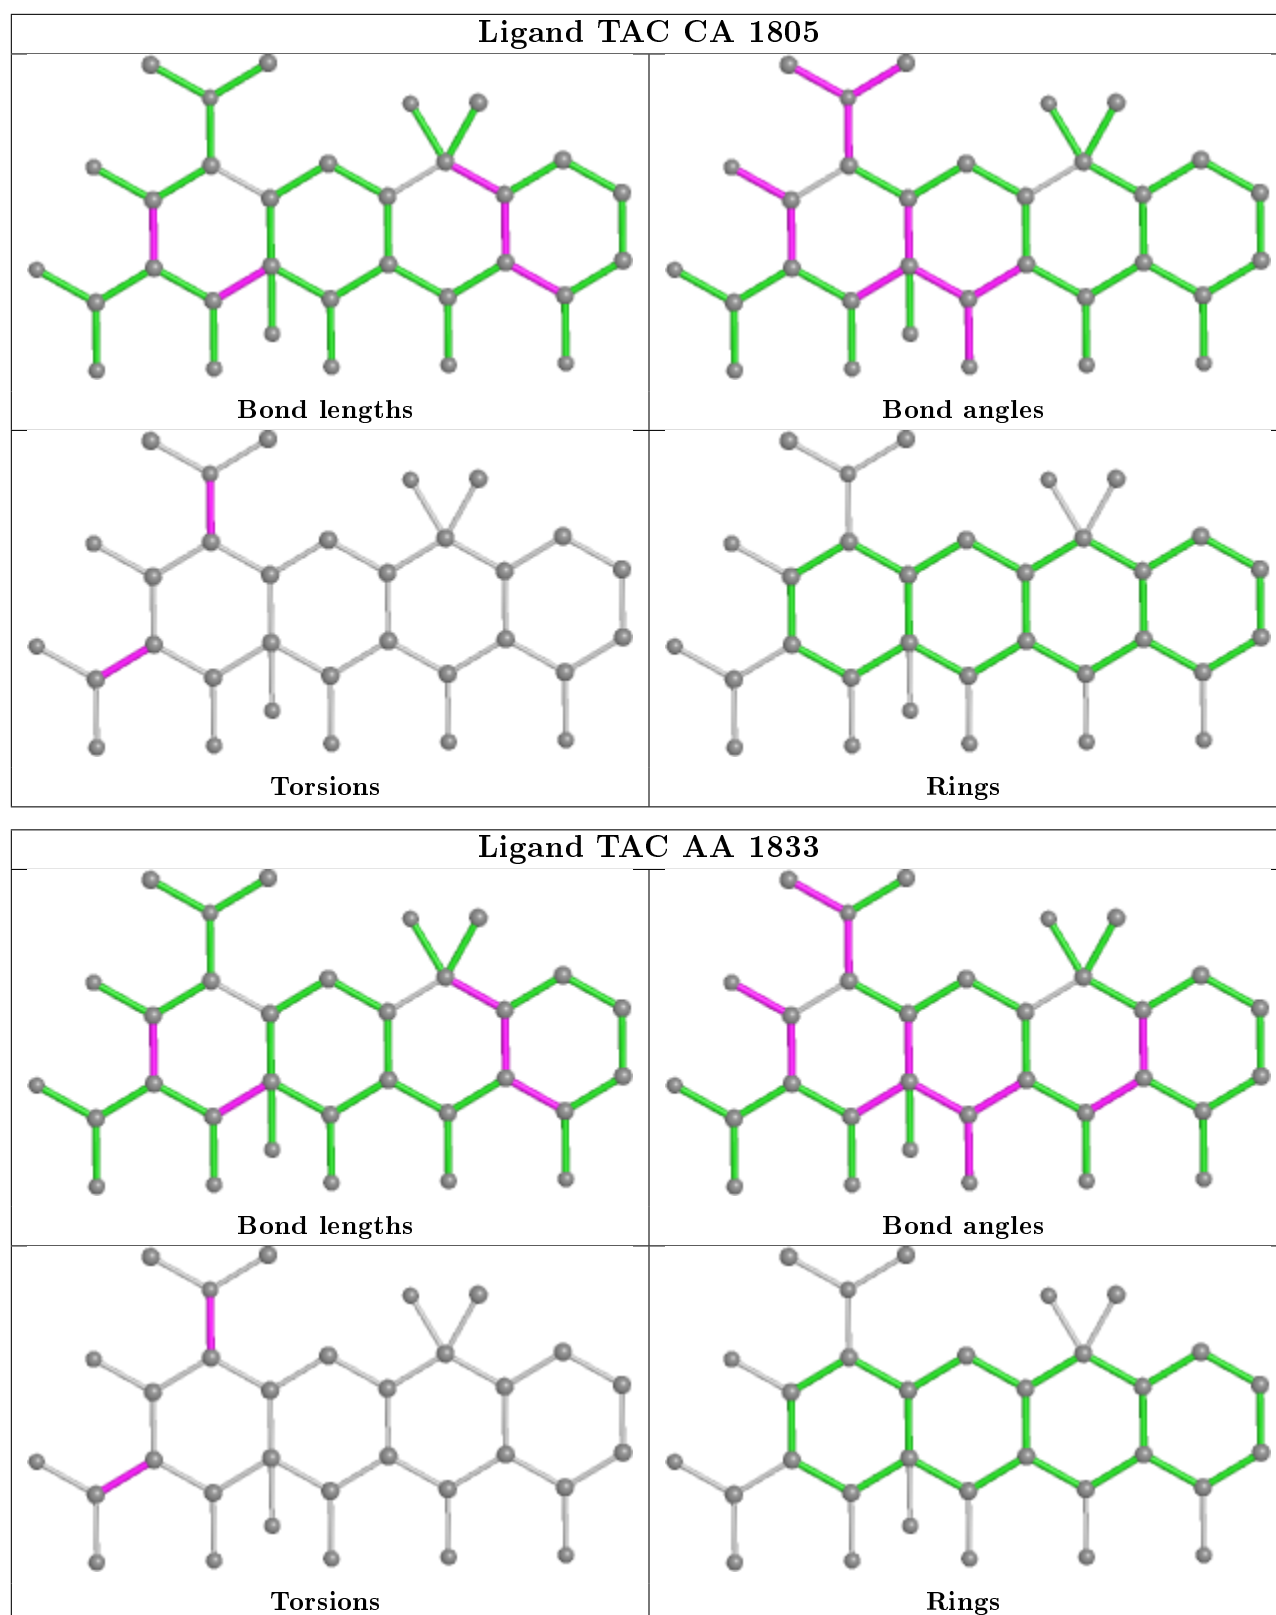 Ligand TAC CA 1805
Bond lengths
Bond angles
Torsions
Rings
Ligand TAC AA 1833
Bond lengths
Bond angles
Torsions
Rings